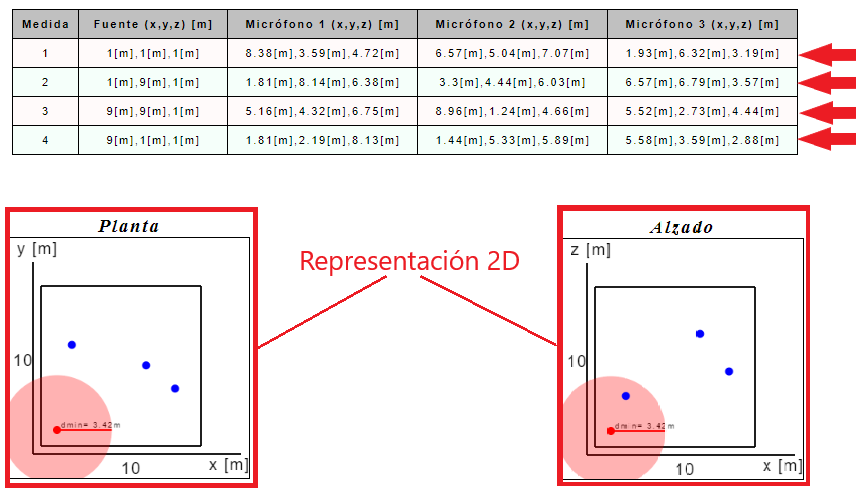 Medida Fuente (x,y,z) [m] Micrófono 1 (x,y,z) [m] Micrófono 2 (x,y,z) [m] Micrófono 3 (x,y,z) [m]
1 1[m],1[m],1[m] 8.38[m],3.59[m],4.72[m] 6.57[m],5.04[m],7.07[m] 1.93[m],6.32[m],3.19[m]
2 1[m],9[m],1[m] 1.81[m],8.14[m],6.38[m] 3.3[m],4.44[m],6.03[m] 6.57[m],6.79[m],3.57[m]
3 9[m],9[m],1[m] 5.16[m],4.32[m],6.75[m] 8.96[m],1.24[m],4.66[m] 5.52[m],2.73[m],4.44[m]
4 9[m],1[m],1[m] 1.81[m],2.19[m],8.13[m] 1.44[m],5.33[m],5.89[m] 5.58[m],3.59[m],2.88[m]
Planta
y [m]
10
dmin= 3.42m
10
x [m]
Representación 2D
Alzado
z [m]
10
dmin= 3.42m
10
x [m]